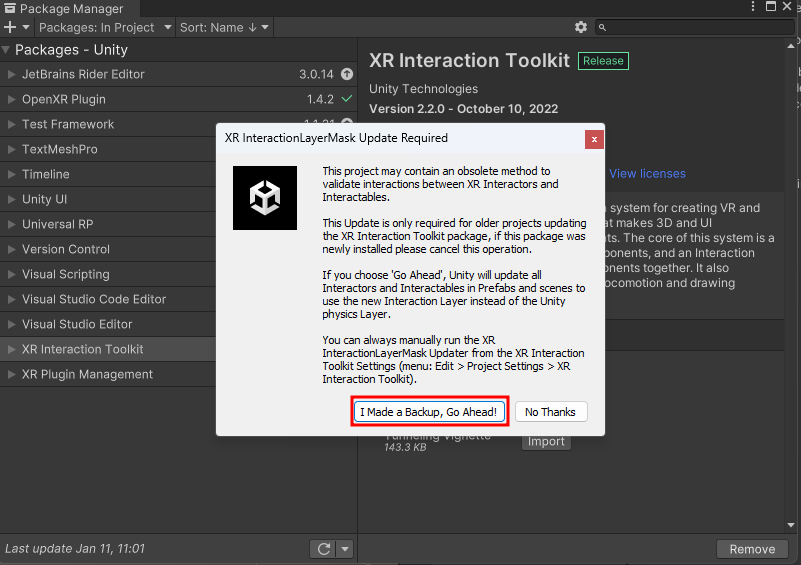 Package Manager
Packages: In Project
Sort: Name ↓
Packages - Unity
JetBrains Rider Editor 3.0.14
OpenXR Plugin 1.4.2
Test Framework
TextMeshPro
Timeline
Unity UI
Universal RP
Version Control
Visual Scripting
Visual Studio Code Editor
Visual Studio Editor
XR Interaction Toolkit
XR Plugin Management
Last update Jan 11, 11:01
XR Interaction Toolkit Release
Unity Technologies
Version 2.2.0 - October 10, 2022
View licenses
system for creating VR and
at makes 3D and UI
nts. The core of this system is a
ponents, and an Interaction
onents together. It also
ocomotion and drawing
XR InteractionLayerMask Update Required
x
This project may contain an obsolete method to
validate interactions between XR Interactors and
Interactables.
This Update is only required for older projects updating
the XR Interaction Toolkit package, if this package was
newly installed please cancel this operation.
If you choose 'Go Ahead', Unity will update all
Interactors and Interactables in Prefabs and scenes to
use the new Interaction Layer instead of the Unity
physics Layer.
You can always manually run the XR
InteractionLayerMask Updater from the XR Interaction
Toolkit Settings (menu: Edit > Project Settings > XR
Interaction Toolkit).
I Made a Backup, Go Ahead!
No Thanks
Tunneling Vignette
143.3 KB
Import
Remove